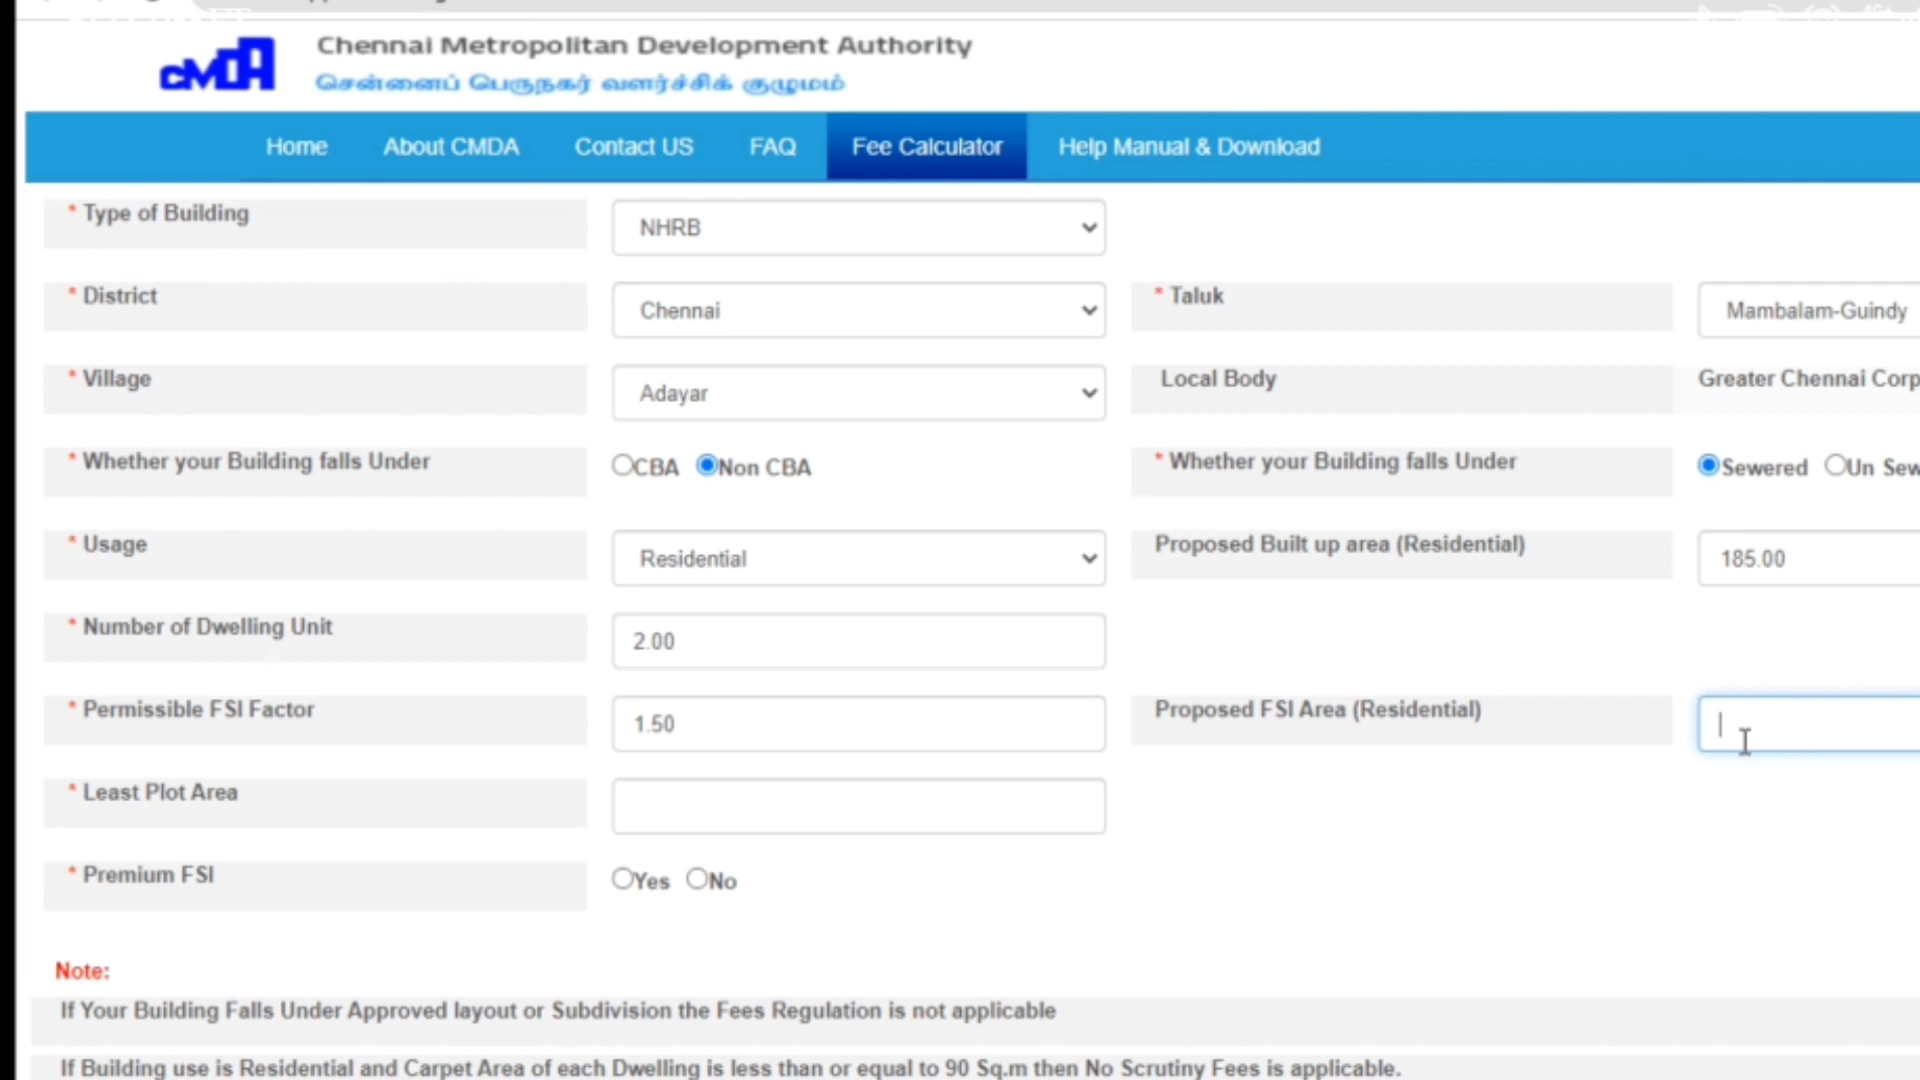 CMDA
Chennai Metropolitan Development Authority
சென்னைப் பெருநகர் வளர்ச்சிக் குழுமம்
Home About CMDA Contact US FAQ Fee Calculator Help Manual & Download
* Type of Building NHRB
* District Chennai * Taluk Mambalam-Guindy
* Village Adayar Local Body Greater Chennai Corp
* Whether your Building falls Under CBA Non CBA * Whether your Building falls Under Sewered Un Sew
* Usage Residential Proposed Built up area (Residential) 185.00
* Number of Dwelling Unit 2.00
* Permissible FSI Factor 1.50 Proposed FSI Area (Residential)
* Least Plot Area
* Premium FSI Yes No
Note:
If Your Building Falls Under Approved layout or Subdivision the Fees Regulation is not applicable
If Building use is Residential and Carpet Area of each Dwelling is less than or equal to 90 Sq.m then No Scrutiny Fees is applicable.